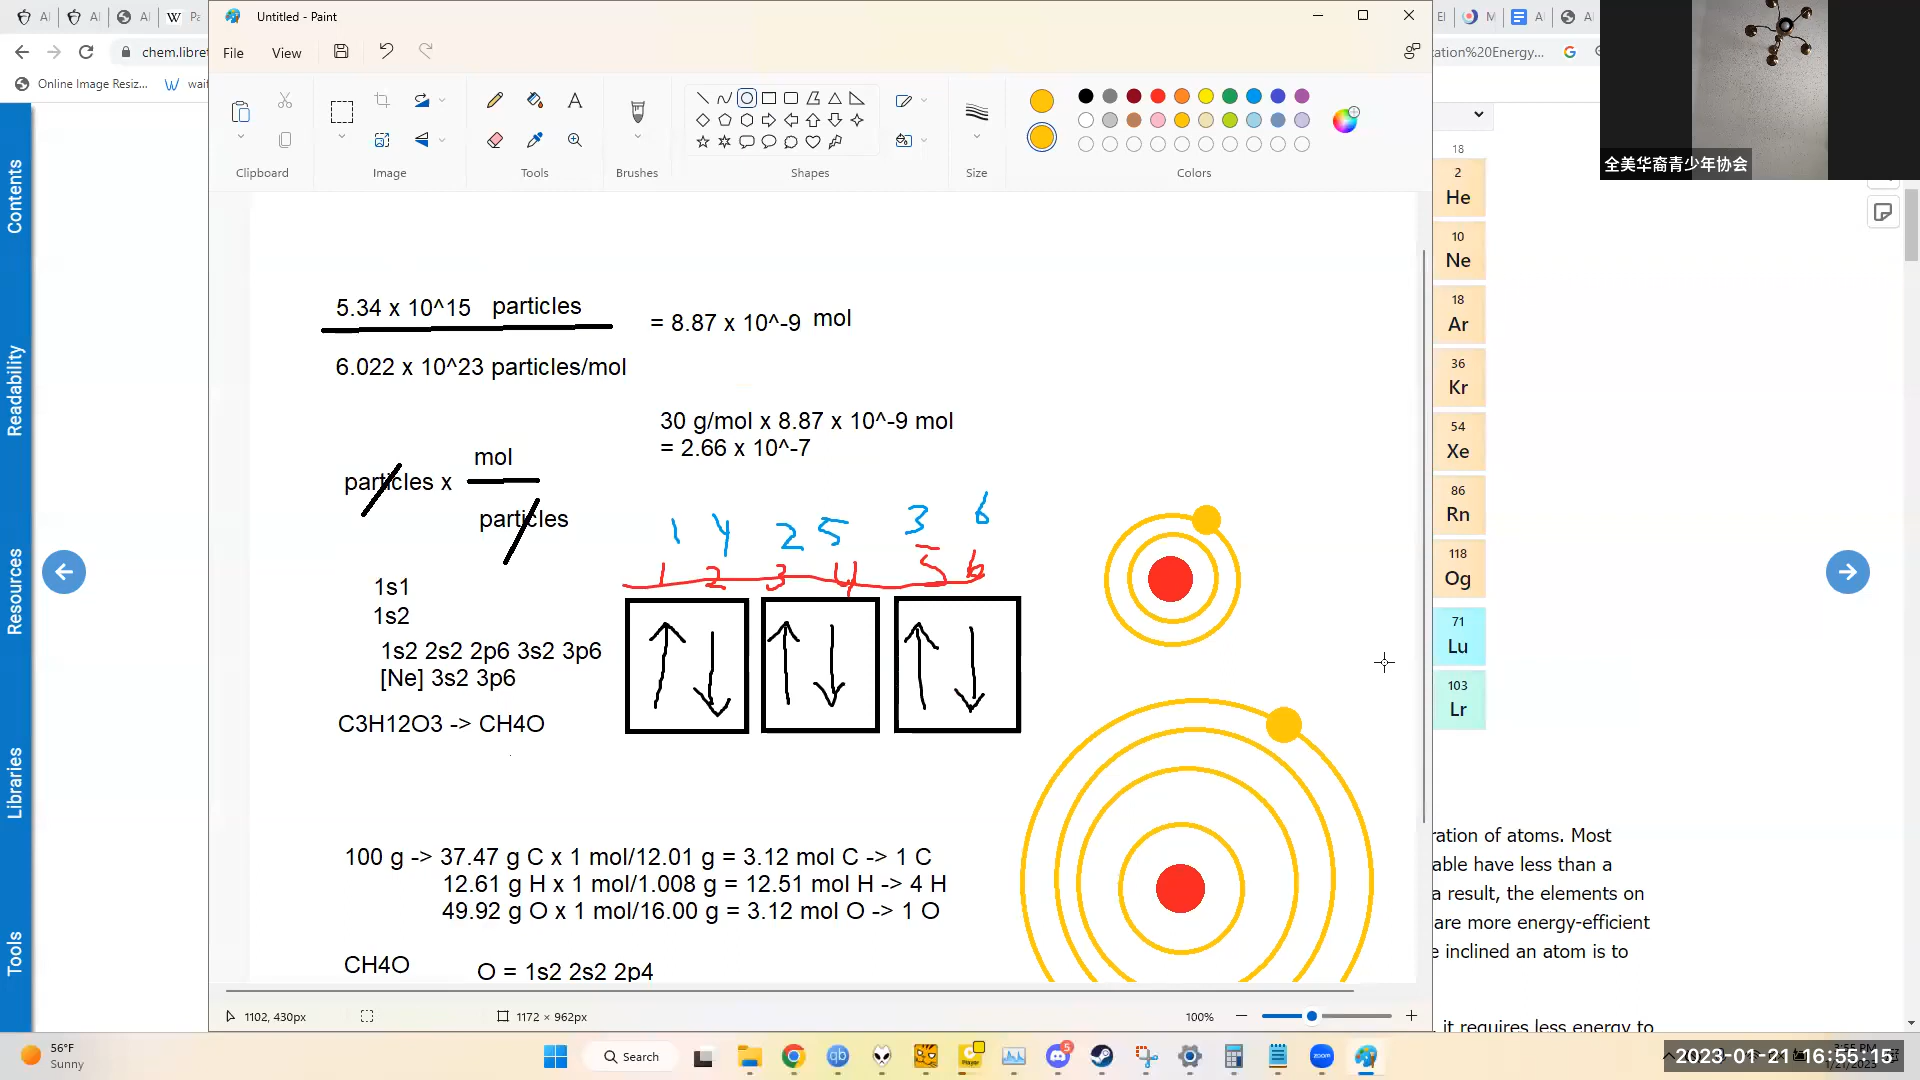 Untitled - Paint
chem.libret
ation%20Energy...
Online Image Resiz...
wait
File
View
Clipboard
Image
Tools
Brushes
Shapes
Size
Colors
全美华裔青少年协会
Contents
Readability
Resources
Libraries
Tools
5.34 x 10^15 particles
= 8.87 x 10^-9 mol
6.022 x 10^23 particles/mol
30 g/mol x 8.87 x 10^-9 mol
= 2.66 x 10^-7
mol
particles x
particles
1 4 2 5 3 6
1 2 3 4 5 6
1s1
1s2
1s2 2s2 2p6 3s2 3p6
[Ne] 3s2 3p6
C3H12O3 -> CH4O
100 g -> 37.47 g C x 1 mol/12.01 g = 3.12 mol C -> 1 C
12.61 g H x 1 mol/1.008 g = 12.51 mol H -> 4 H
49.92 g O x 1 mol/16.00 g = 3.12 mol O -> 1 O
CH4O
O = 1s2 2s2 2p4
18
2
He
10
Ne
18
Ar
36
Kr
54
Xe
86
Rn
118
Og
71
Lu
103
Lr
ration of atoms. Most
able have less than a
a result, the elements on
are more energy-efficient
e inclined an atom is to
it requires less energy to
1102, 430px
1172 × 962px
100%
56°F
Sunny
Search
2023-01-21 16:55:15